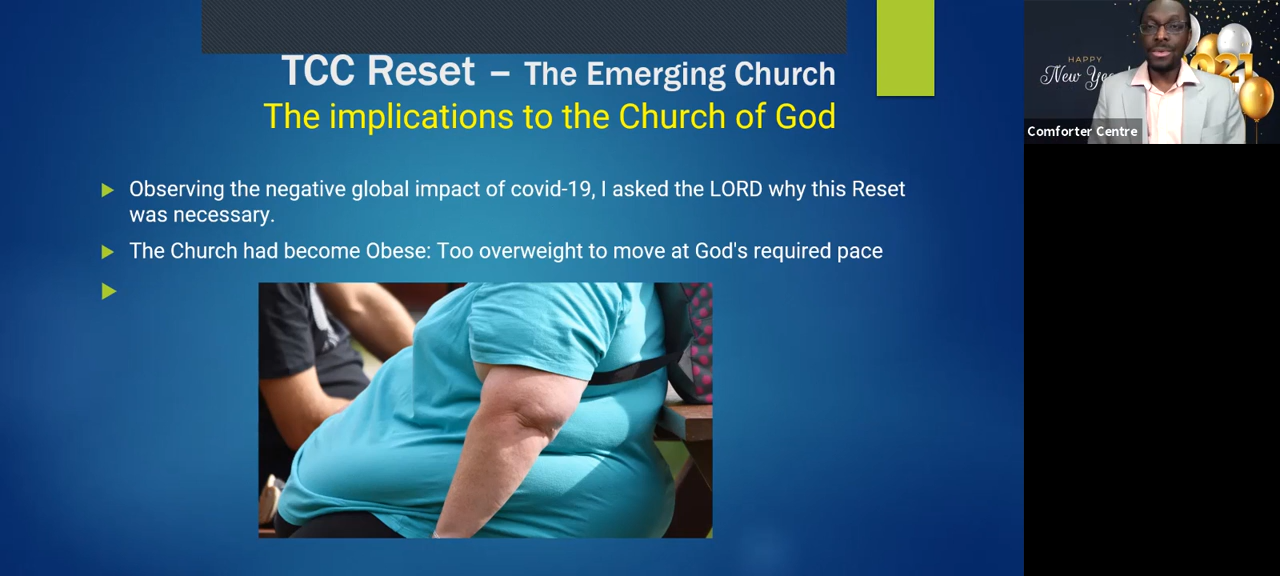 TCC Reset – The Emerging Church
The implications to the Church of God
Observing the negative global impact of covid-19, I asked the LORD why this Reset
was necessary.
The Church had become Obese: Too overweight to move at God's required pace
HAPPY
New Yea
021
Comforter Centre